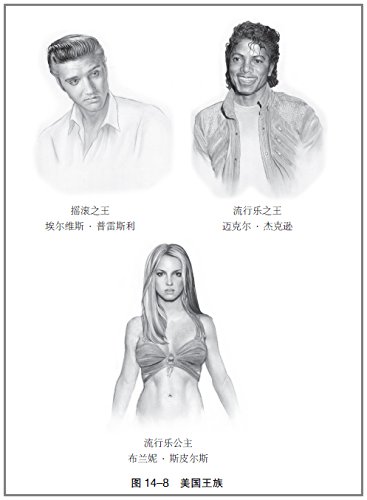 摇滚之王
埃尔维斯·普雷斯利
流行乐之王
迈克尔·杰克逊
流行乐公主
布兰妮·斯皮尔斯
图 14–8 美国王族